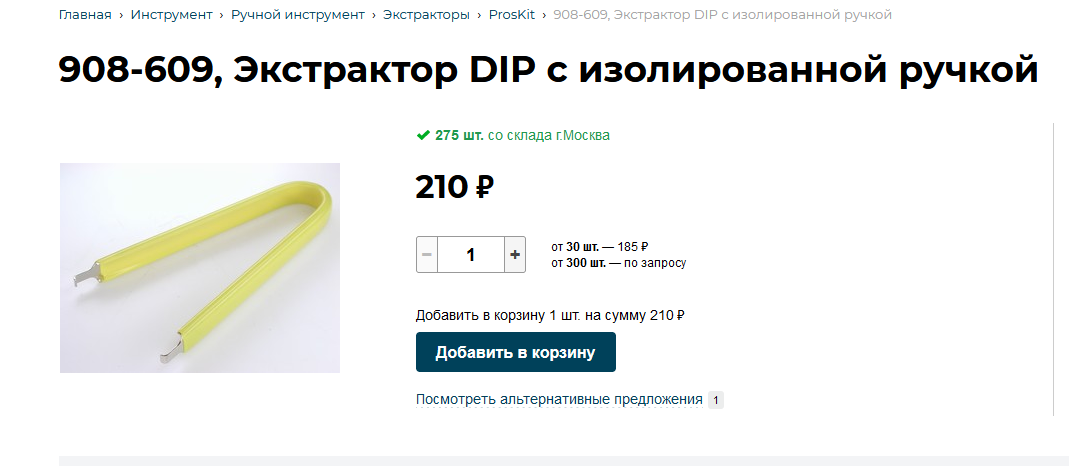 Главная › Инструмент › Ручной инструмент › Экстракторы › ProsKit › 908-609, Экстрактор DIP с изолированной ручкой
908-609, Экстрактор DIP с изолированной ручкой
275 шт. со склада г.Москва
210 ₽
− 1 +
от 30 шт. — 185 ₽
от 300 шт. — по запросу
Добавить в корзину 1 шт. на сумму 210 ₽
Добавить в корзину
Посмотреть альтернативные предложения 1